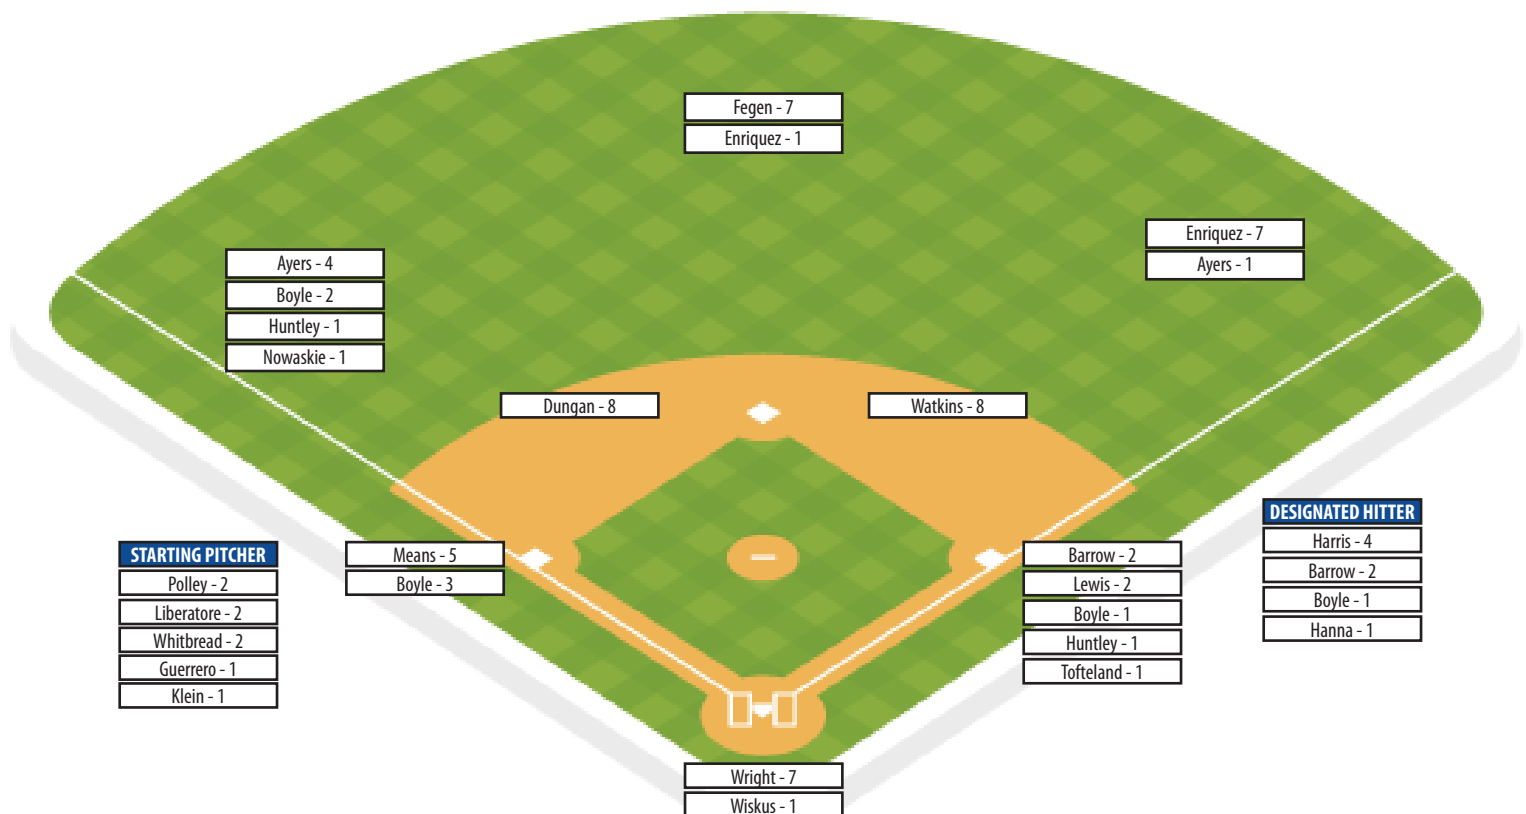 Fegen - 7
Enriquez - 1
Enriquez - 7
Ayers - 1
Ayers - 4
Boyle - 2
Huntley - 1
Nowaskie - 1
Dungan - 8
Watkins - 8
STARTING PITCHER
Polley - 2
Liberatore - 2
Whitbread - 2
Guerrero - 1
Klein - 1
Means - 5
Boyle - 3
Barrow - 2
Lewis - 2
Boyle - 1
Huntley - 1
Tofteland - 1
DESIGNATED HITTER
Harris - 4
Barrow - 2
Boyle - 1
Hanna - 1
Wright - 7
Wiskus - 1